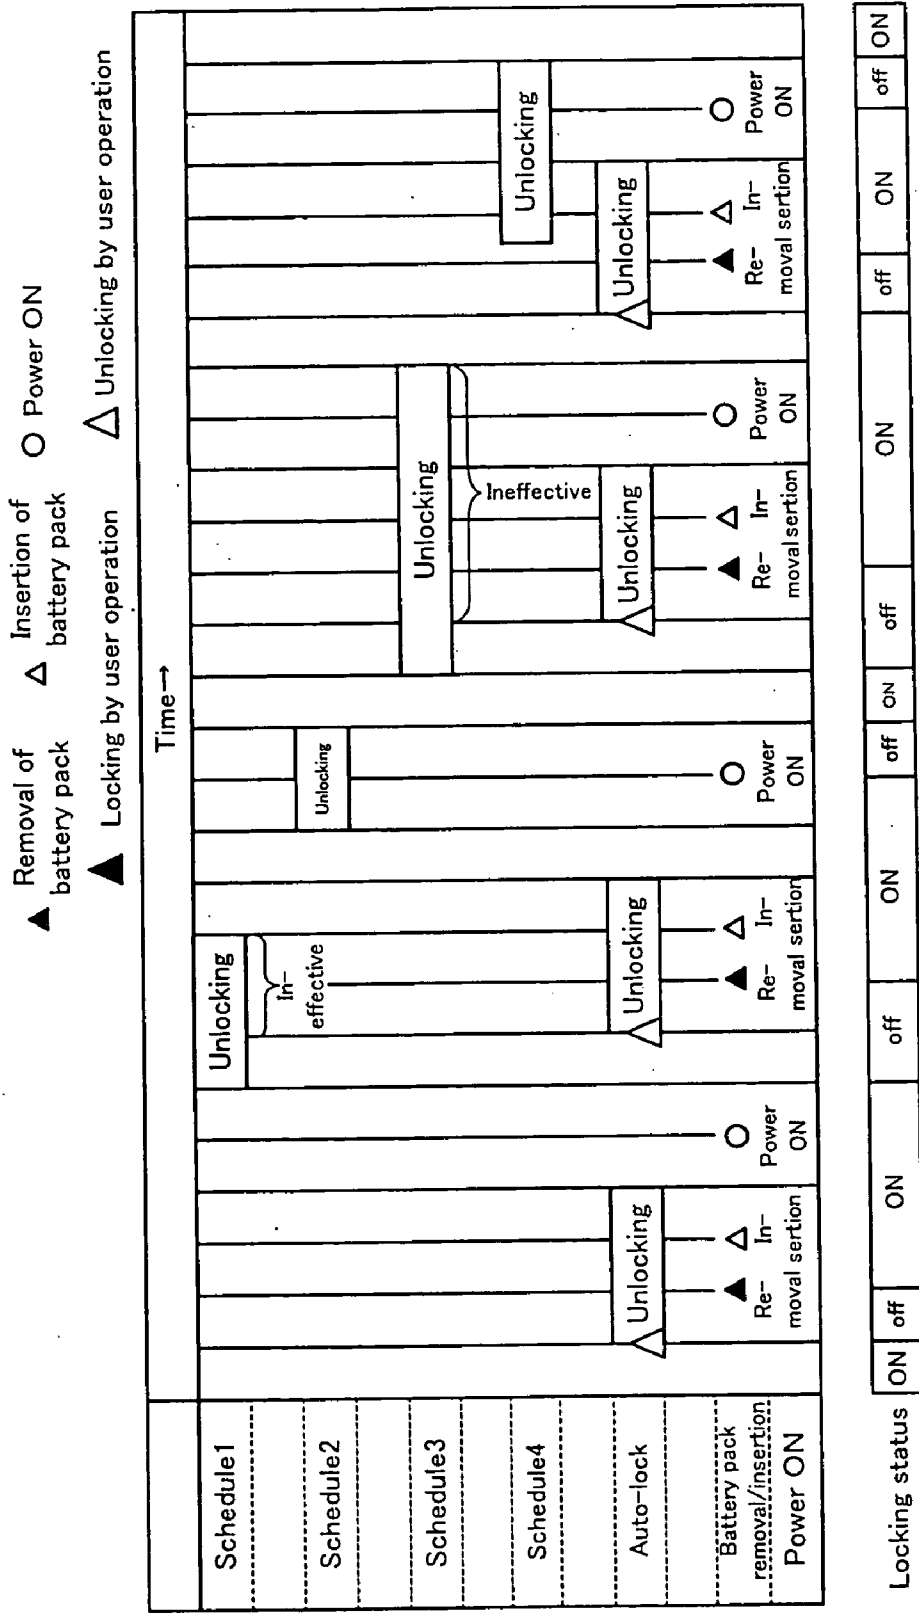 ▲ Removal of
battery pack
△ Insertion of
battery pack
○ Power ON
▲ Locking by user operation
△ Unlocking by user operation
Time→
Schedule1
Unlocking
In-
effective
Schedule2
Unlocking
Schedule3
Unlocking
Ineffective
Schedule4
Unlocking
Auto-lock
Unlocking
Unlocking
Unlocking
Unlocking
Battery pack
removal/insertion
Power ON
Re- In-
moval sertion
Power
ON
Re- In-
moval sertion
Power
ON
Re- In-
moval sertion
Power
ON
Re- In-
moval sertion
Power
ON
Locking status ON off ON off ON off ON off ON off ON off ON